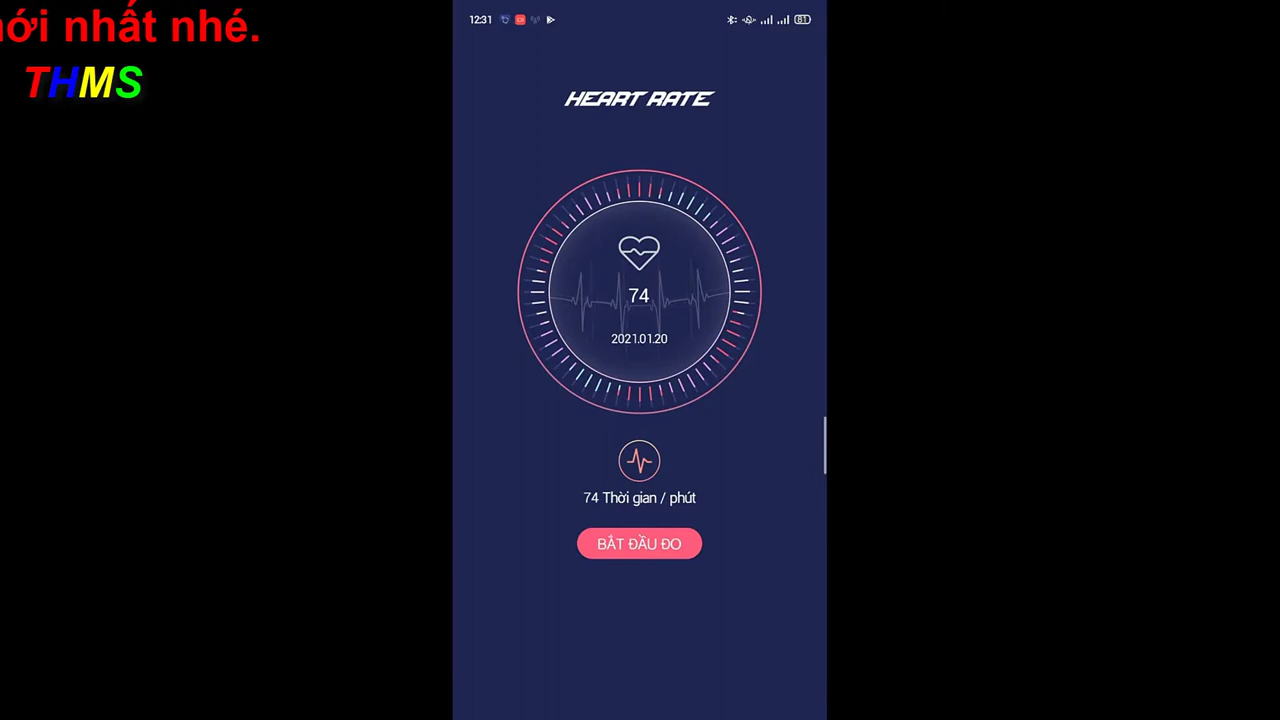 ới nhất nhé.
THMS
12:31
81
HEART RATE
74
2021.01.20
74 Thời gian / phút
BẮT ĐẦU ĐO